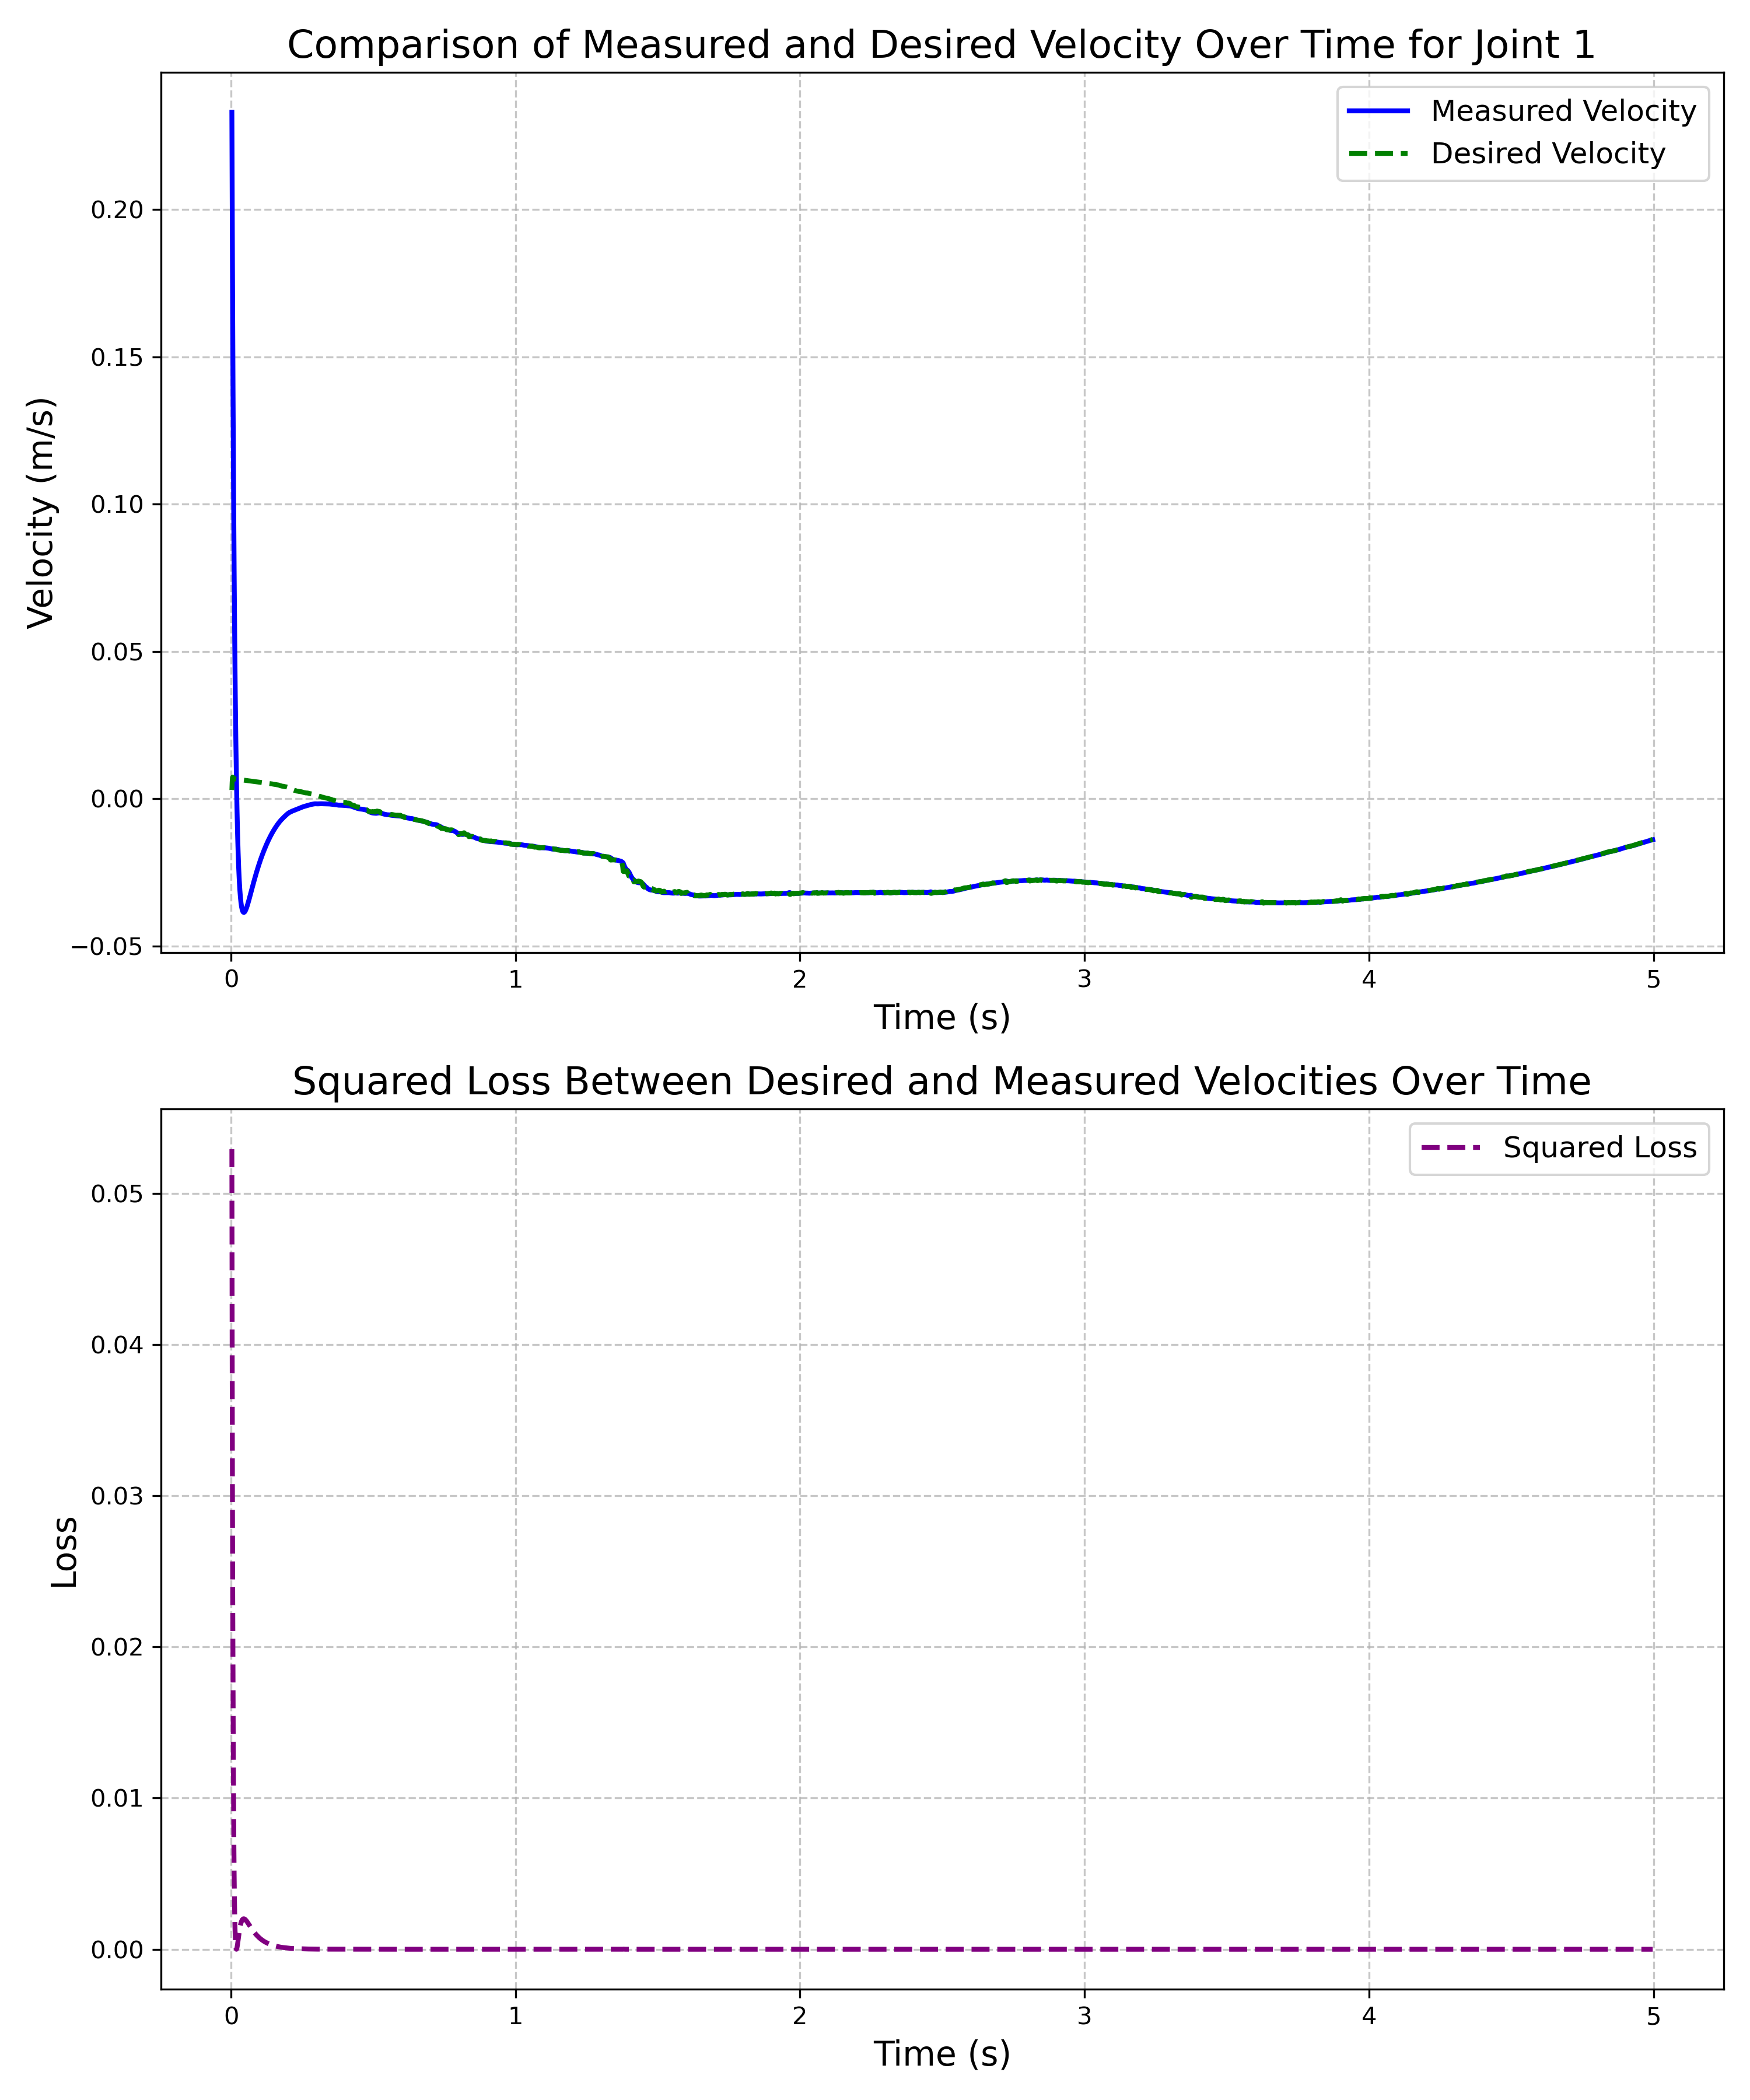 Comparison of Measured and Desired Velocity Over Time for Joint 1
Measured Velocity
Desired Velocity
Velocity (m/s)
0.20
0.15
0.10
0.05
0.00
−0.05
0 1 2 3 4 5
Time (s)
Squared Loss Between Desired and Measured Velocities Over Time
Squared Loss
Loss
0.05
0.04
0.03
0.02
0.01
0.00
0 1 2 3 4 5
Time (s)